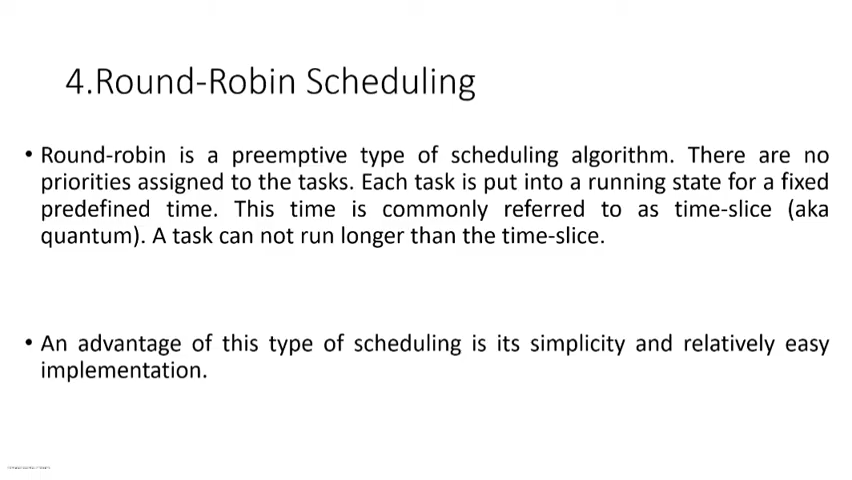 4.Round-Robin Scheduling
• Round-robin is a preemptive type of scheduling algorithm. There are no
priorities assigned to the tasks. Each task is put into a running state for a fixed
predefined time. This time is commonly referred to as time-slice (aka
quantum). A task can not run longer than the time-slice.
• An advantage of this type of scheduling is its simplicity and relatively easy
implementation.